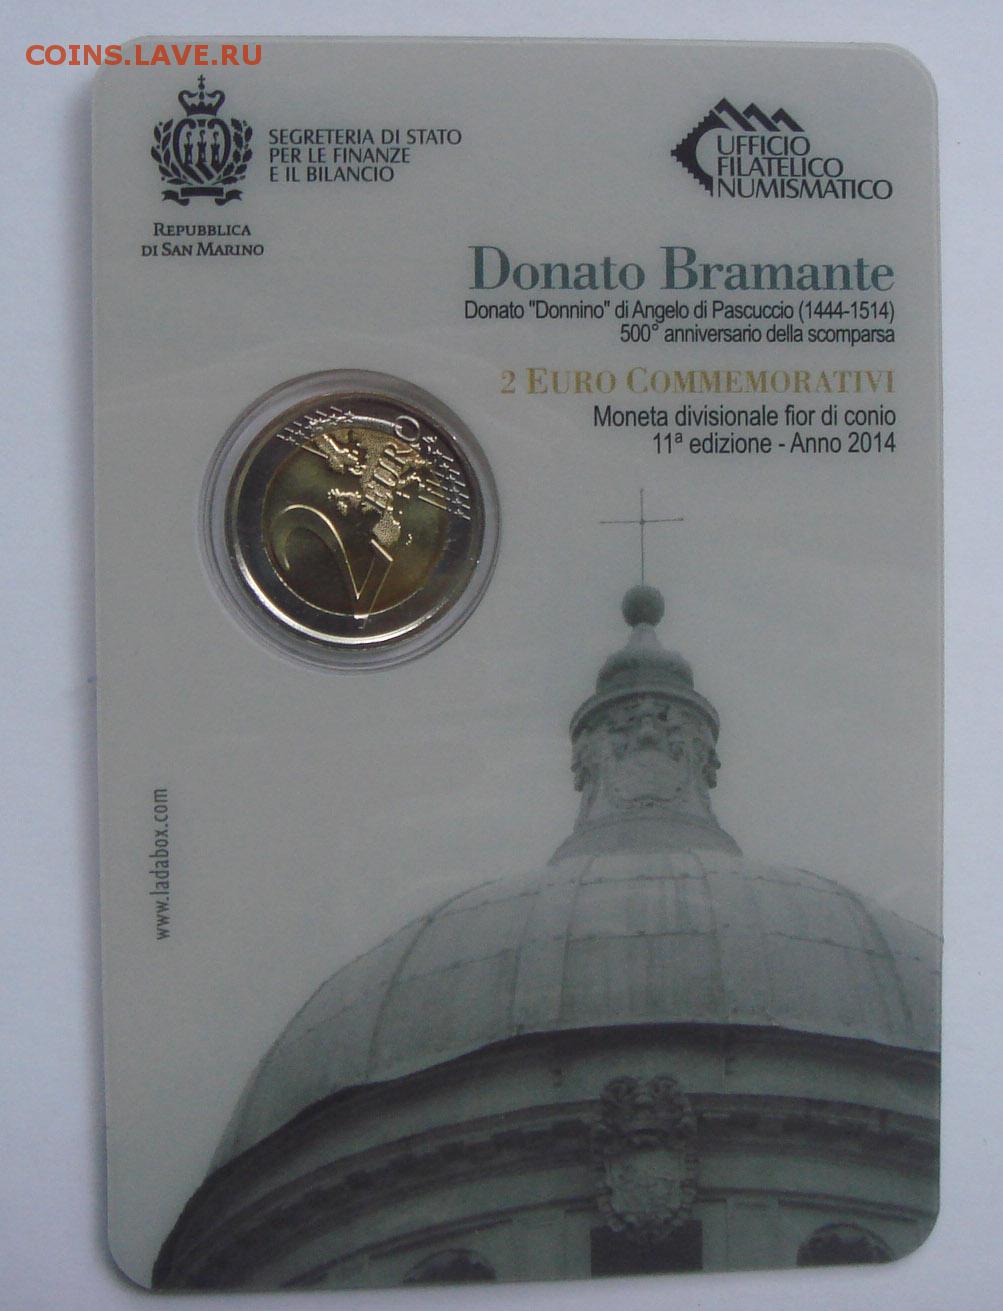 COINS.LAVE.RU
SEGRETERIA DI STATO
PER LE FINANZE
E IL BILANCIO
REPUBBLICA
DI SAN MARINO
UFFICIO
FILATELICO
NUMISMATICO
Donato Bramante
Donato "Donnino" di Angelo di Pascuccio (1444-1514)
500° anniversario della scomparsa
2 EURO COMMEMORATIVI
Moneta divisionale fior di conio
11ª edizione - Anno 2014
2 EURO
www.ladabox.com